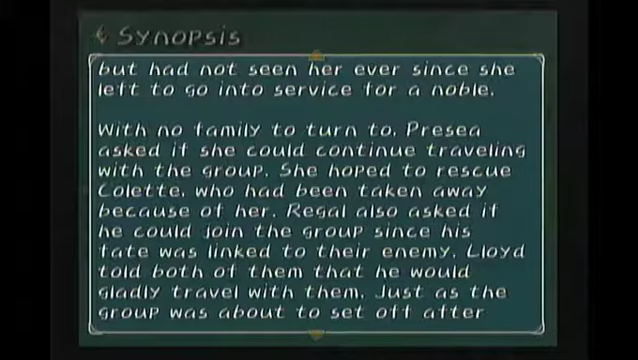 Synopsis
but had not seen her ever since she
left to go into service for a noble.
With no family to turn to, Presea
asked if she could continue traveling
with the group. She hoped to rescue
Colette, who had been taken away
because of her. Regal also asked if
he could join the group since his
fate was linked to their enemy. Lloyd
told both of them that he would
gladly travel with them. Just as the
group was about to set off after